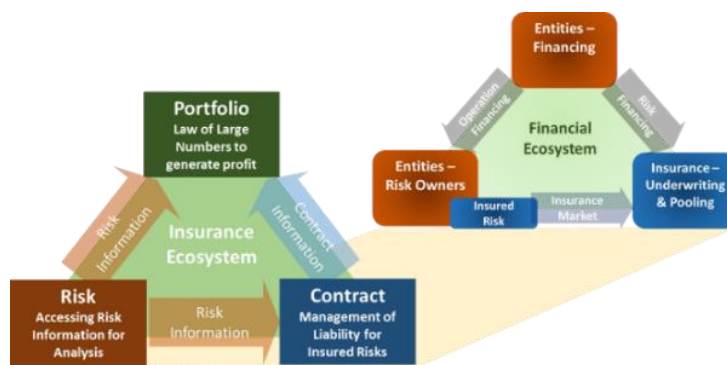 Entities –
Financing
Operation
Financing
Risk
Financing
Financial
Ecosystem
Entities –
Risk Owners
Insured
Risk
Insurance
Market
Insurance –
Underwriting
& Pooling
Portfolio
Law of Large
Numbers to
generate profit
Risk
Information
Insurance
Ecosystem
Contract
Information
Risk
Accessing Risk
Information for
Analysis
Risk
Information
Contract
Management of
Liability for
Insured Risks